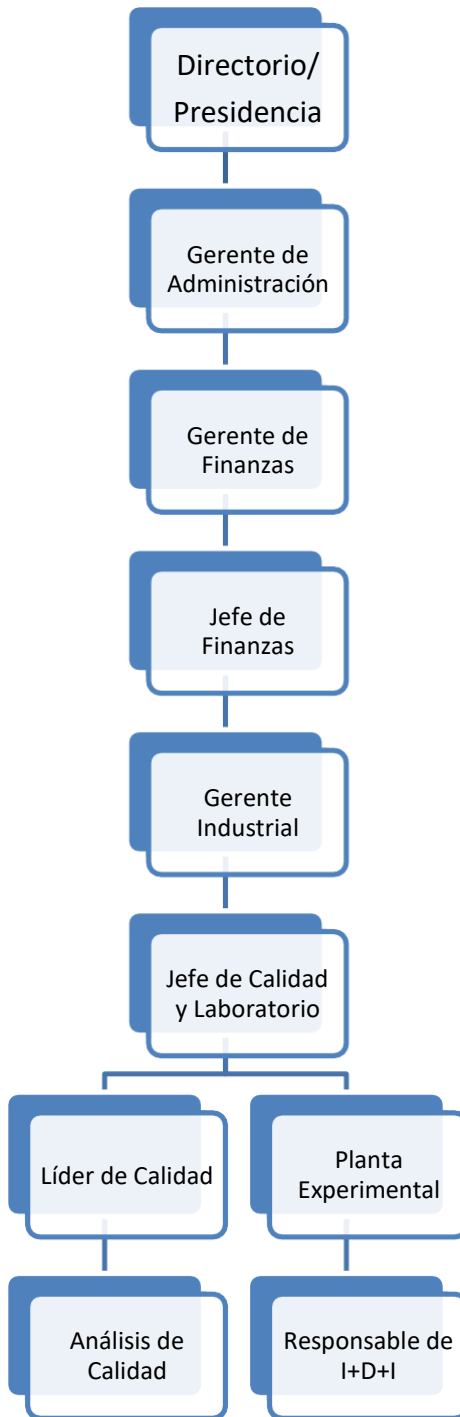 Directorio/
Presidencia
Gerente de
Administración
Gerente de
Finanzas
Jefe de
Finanzas
Gerente
Industrial
Jefe de Calidad
y Laboratorio
Líder de Calidad
Planta
Experimental
Análisis de
Calidad
Responsable de
I+D+I